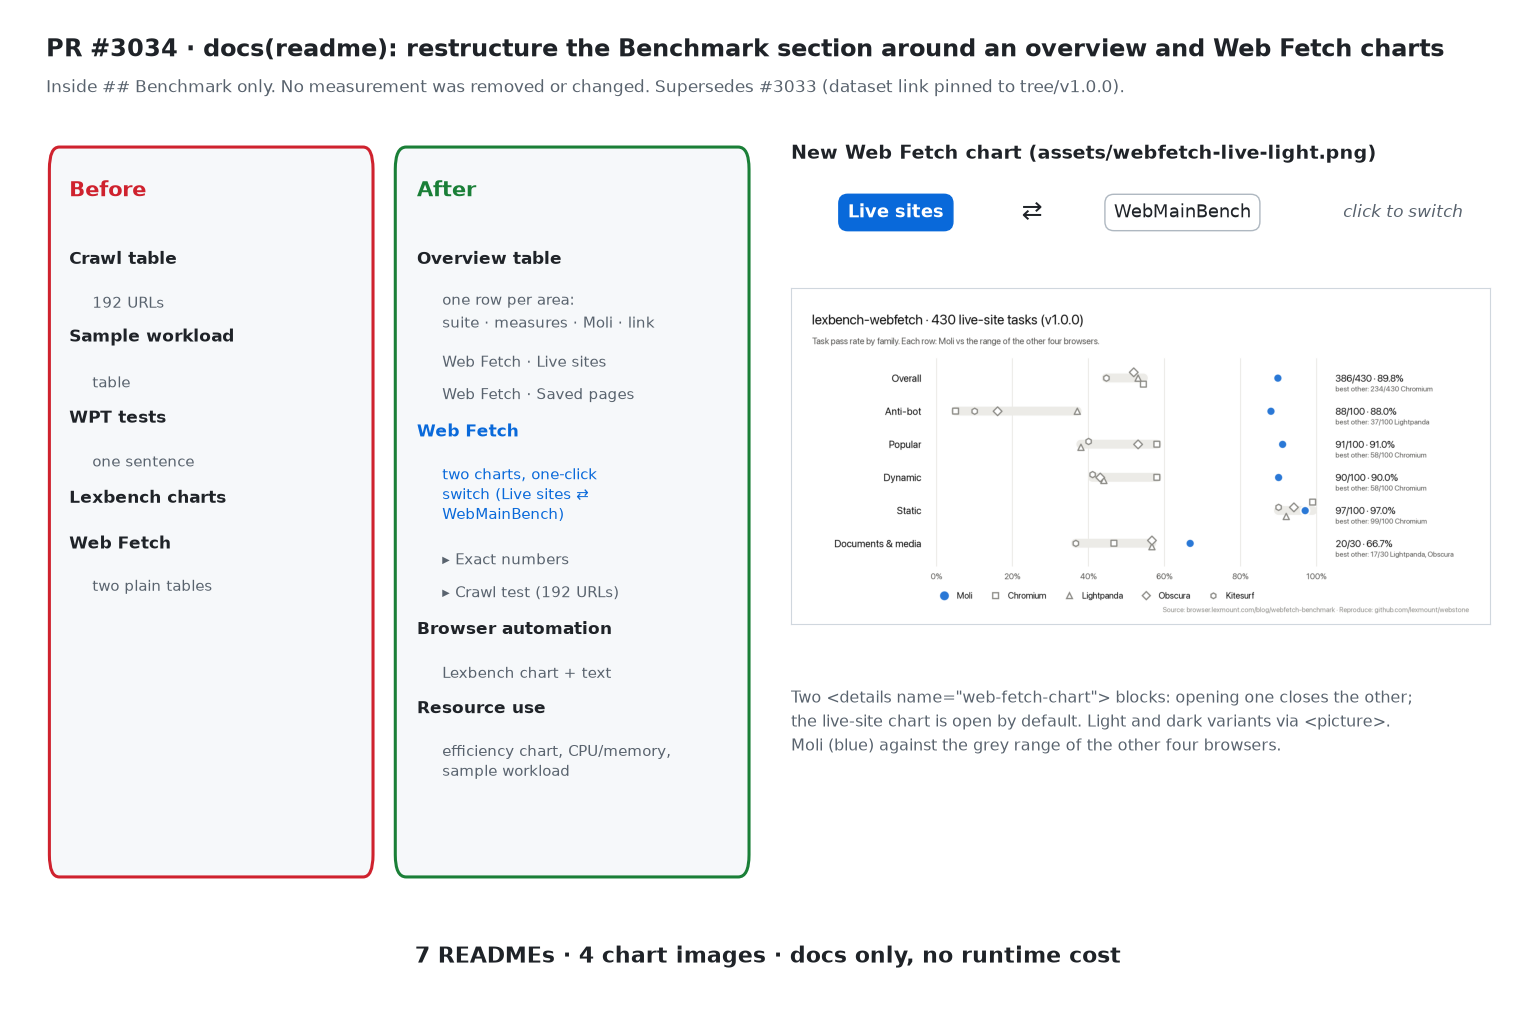 PR #3034 · docs(readme): restructure the Benchmark section around an overview and Web Fetch charts
Inside ## Benchmark only. No measurement was removed or changed. Supersedes #3033 (dataset link pinned to tree/v1.0.0).
Before
Crawl table
192 URLs
Sample workload
table
WPT tests
one sentence
Lexbench charts
Web Fetch
two plain tables
After
Overview table
one row per area:
suite · measures · Moli · link
Web Fetch · Live sites
Web Fetch · Saved pages
Web Fetch
two charts, one-click
switch (Live sites ⇄
WebMainBench)
▸ Exact numbers
▸ Crawl test (192 URLs)
Browser automation
Lexbench chart + text
Resource use
efficiency chart, CPU/memory,
sample workload
New Web Fetch chart (assets/webfetch-live-light.png)
Live sites ⇄ WebMainBench click to switch
lexbench-webfetch · 430 live-site tasks (v1.0.0)
Task pass rate by family. Each row: Moli vs the range of the other four browsers.
Overall 386/430 · 89.8%
best other: 234/430 Chromium
Anti-bot 88/100 · 88.0%
best other: 37/100 Lightpanda
Popular 91/100 · 91.0%
best other: 58/100 Chromium
Dynamic 90/100 · 90.0%
best other: 58/100 Chromium
Static 97/100 · 97.0%
best other: 99/100 Chromium
Documents & media 20/30 · 66.7%
best other: 17/30 Lightpanda, Obscura
0% 20% 40% 60% 80% 100%
Moli Chromium Lightpanda Obscura Kitesurf
Source: browser.lexmount.com/blog/webfetch-benchmark · Reproduce: github.com/lexmount/webstone
Two <details name="web-fetch-chart"> blocks: opening one closes the other;
the live-site chart is open by default. Light and dark variants via <picture>.
Moli (blue) against the grey range of the other four browsers.
7 READMEs · 4 chart images · docs only, no runtime cost